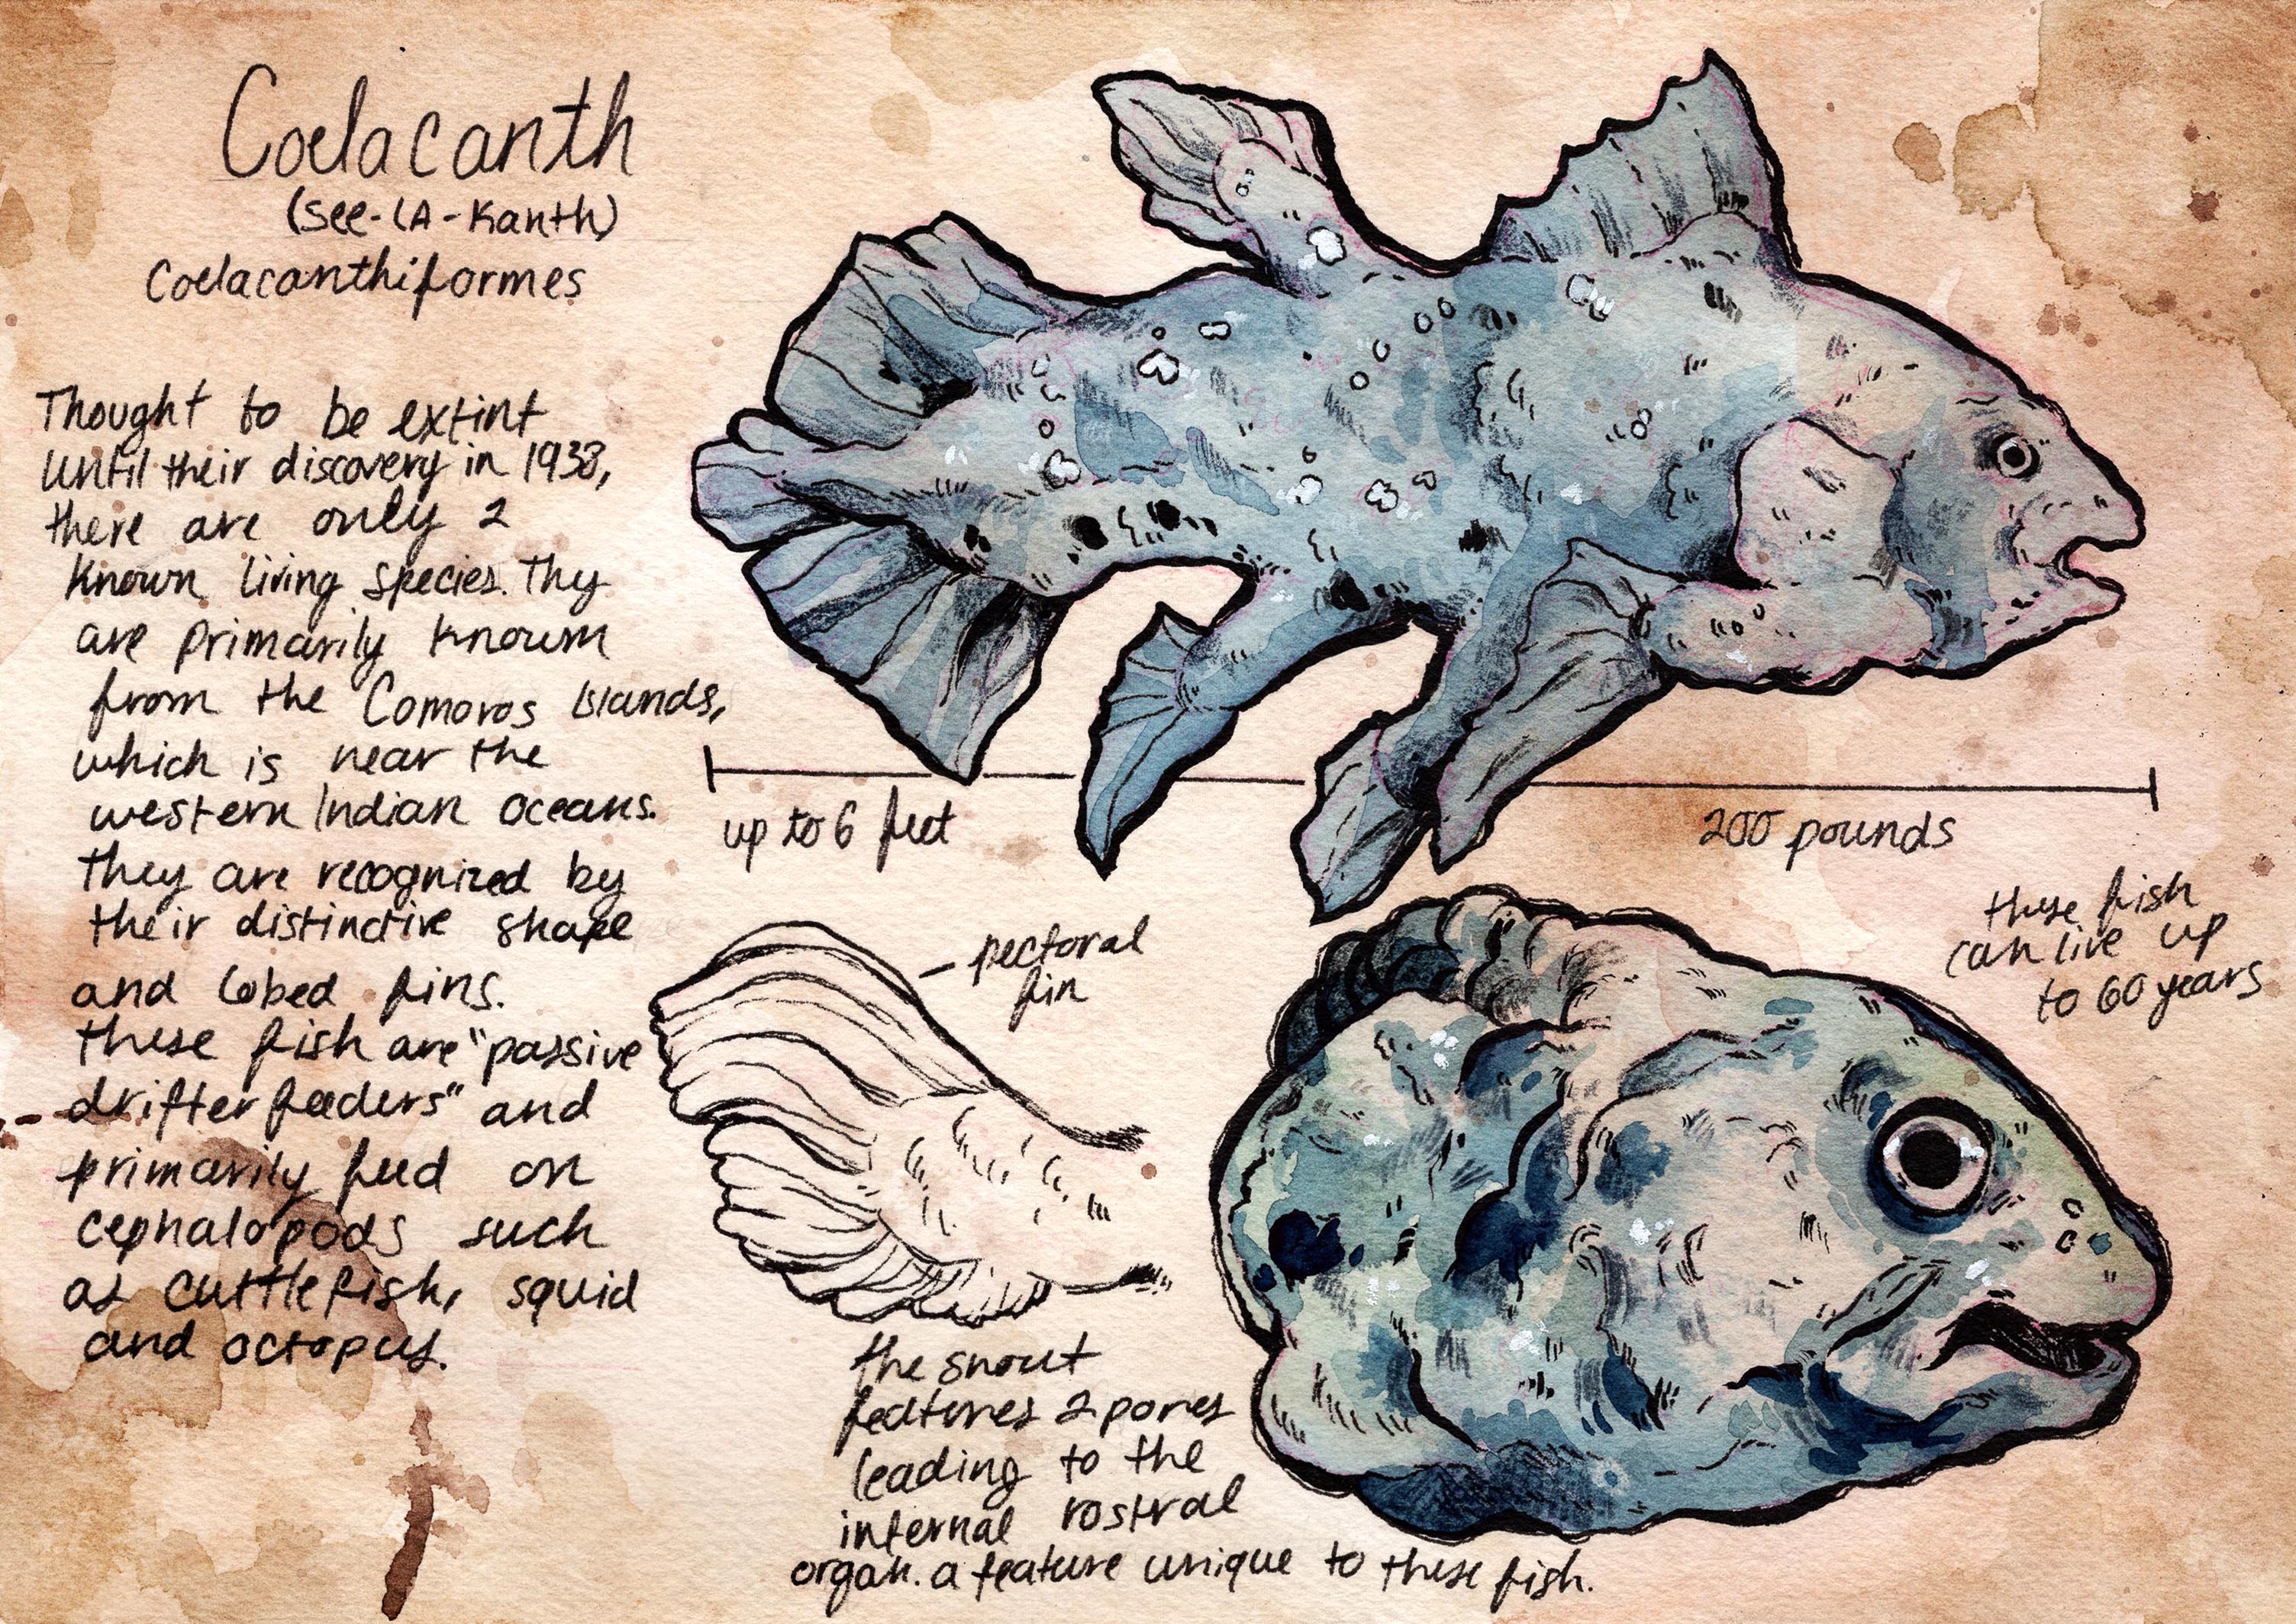 Coelacanth
(see-LA-Kanth)
Coelacanthiformes
Thought to be extint
until their discovery in 1938,
there are only 2
known living species. Thy
are primarily known
from the Comoros Islands,
which is near the
western Indian Oceans.
they are recognized by
their distinctive shape
and lobed fins.
these fish are "passive
drifter feeders" and
primarily feed on
cephalopods such
as cuttlefish, squid
and octopus.
up to 6 feet
200 pounds
these fish
can live up
to 60 years
- pectoral
fin
the snout
features 2 pores
leading to the
internal rostral
organ. a feature unique to these fish.